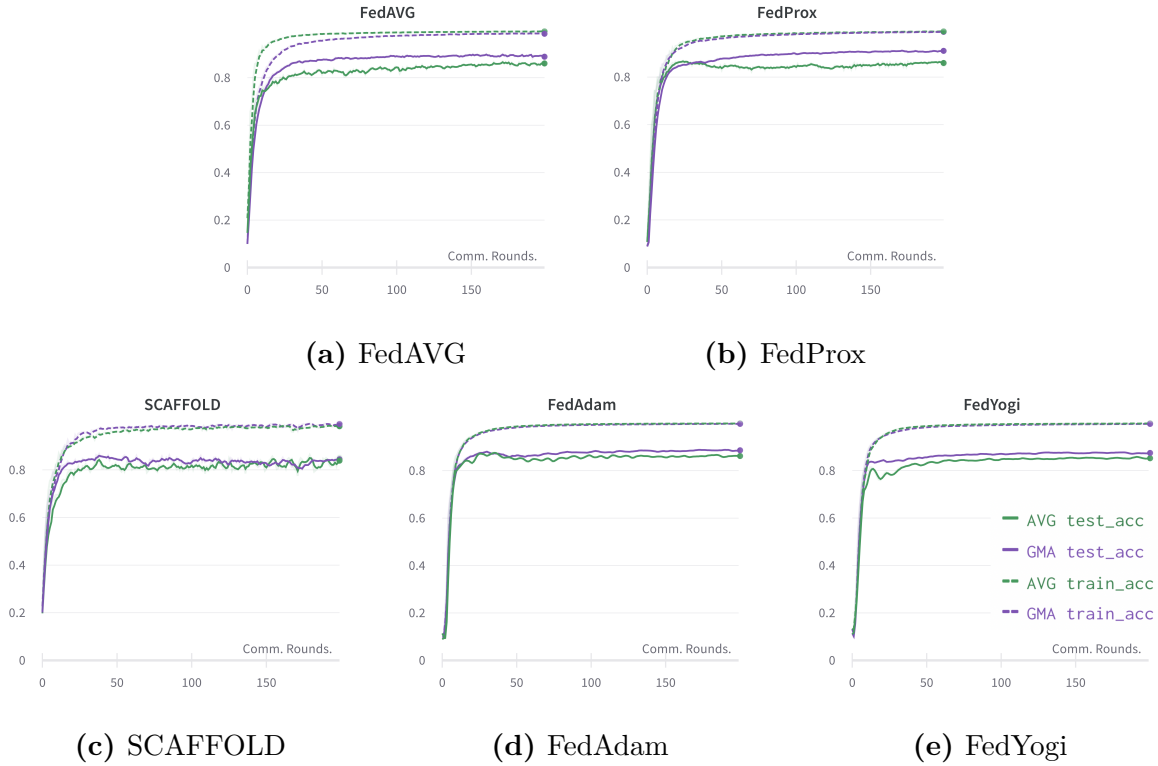 FedAVG
FedProx
0.8
0.6
0.4
0.2
0
Comm. Rounds.
0 50 100 150
0.8
0.6
0.4
0.2
0
Comm. Rounds.
0 50 100 150
(a) FedAVG
(b) FedProx
SCAFFOLD
FedAdam
FedYogi
0.8
0.6
0.4
0.2
0
Comm. Rounds.
0 50 100 150
0.8
0.6
0.4
0.2
0
Comm. Rounds.
0 50 100 150
0.8
0.6
0.4
0.2
0
AVG test_acc
GMA test_acc
AVG train_acc
GMA train_acc
Comm. Rounds.
0 50 100 150
(c) SCAFFOLD
(d) FedAdam
(e) FedYogi